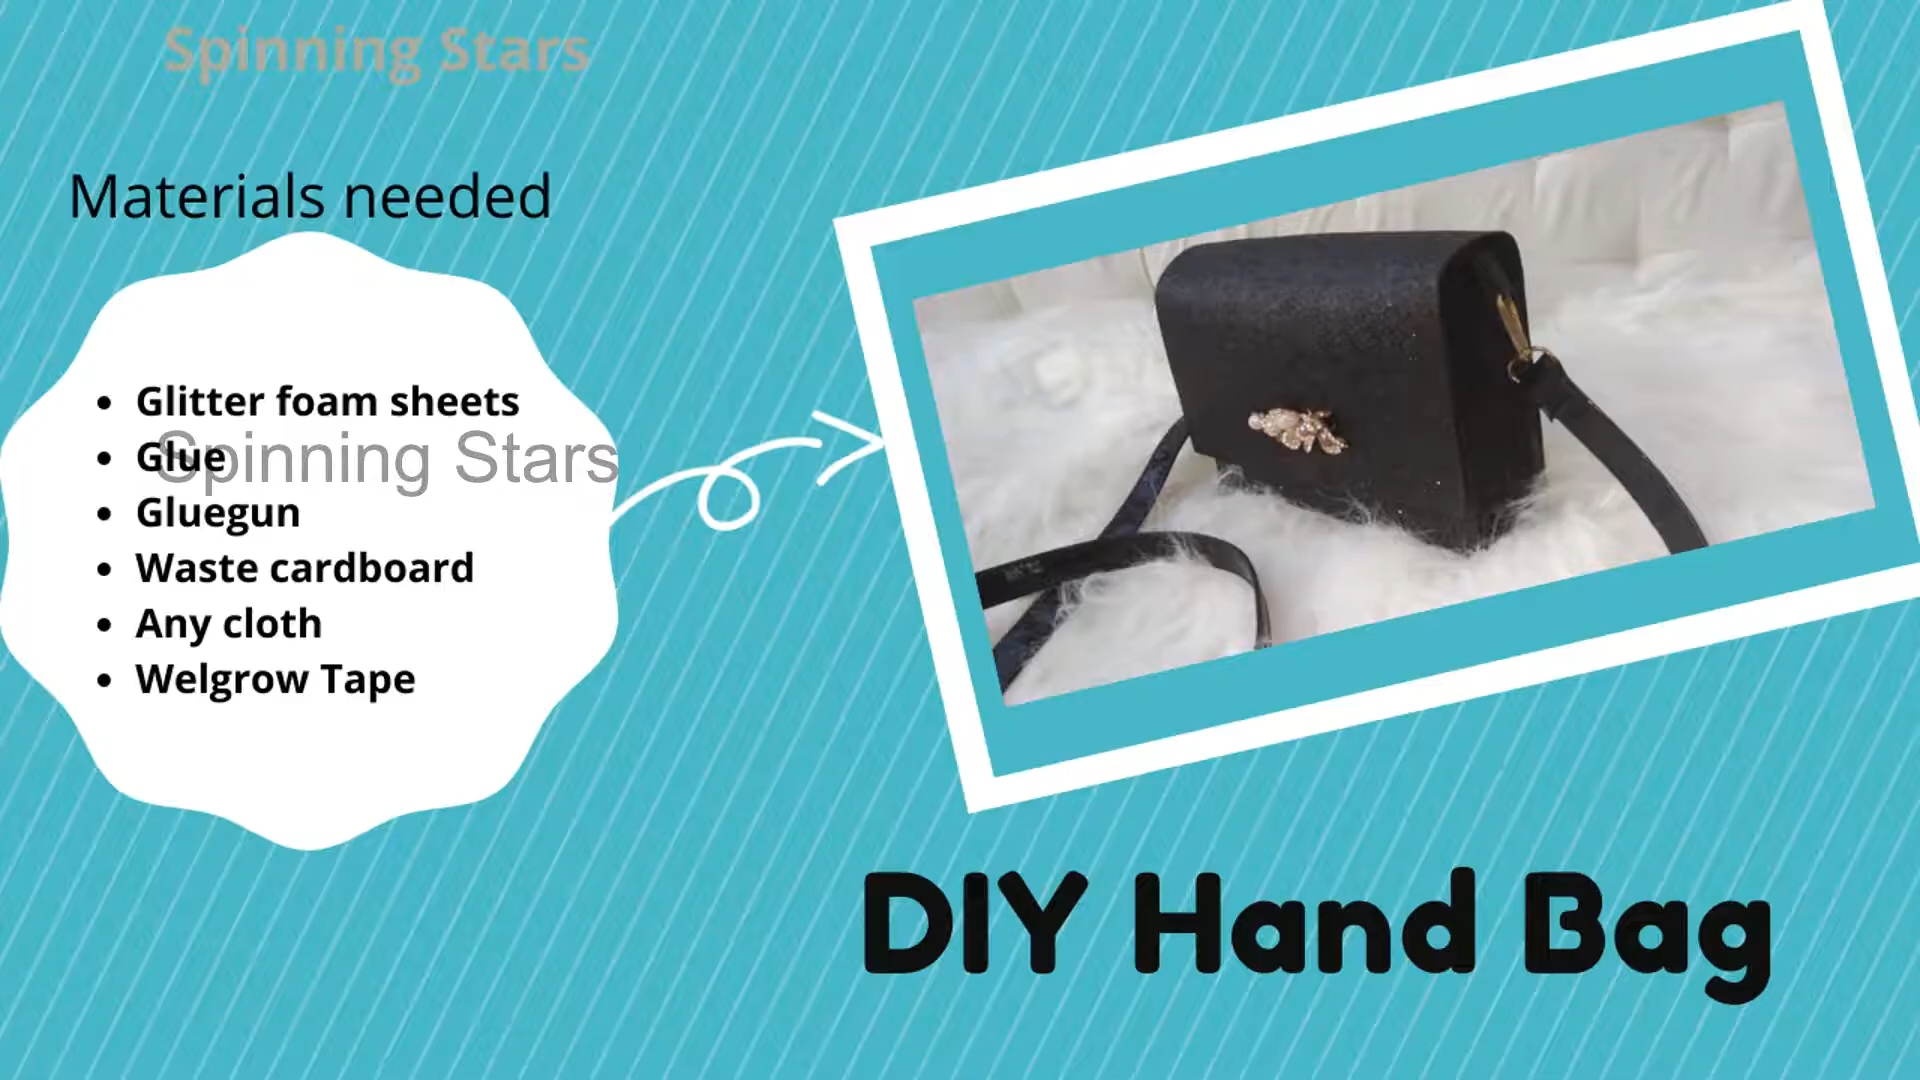 Spinning Stars
Materials needed
Glitter foam sheets
Glue
Spinning Stars
Gluegun
Waste cardboard
Any cloth
Welgrow Tape
DIY Hand Bag